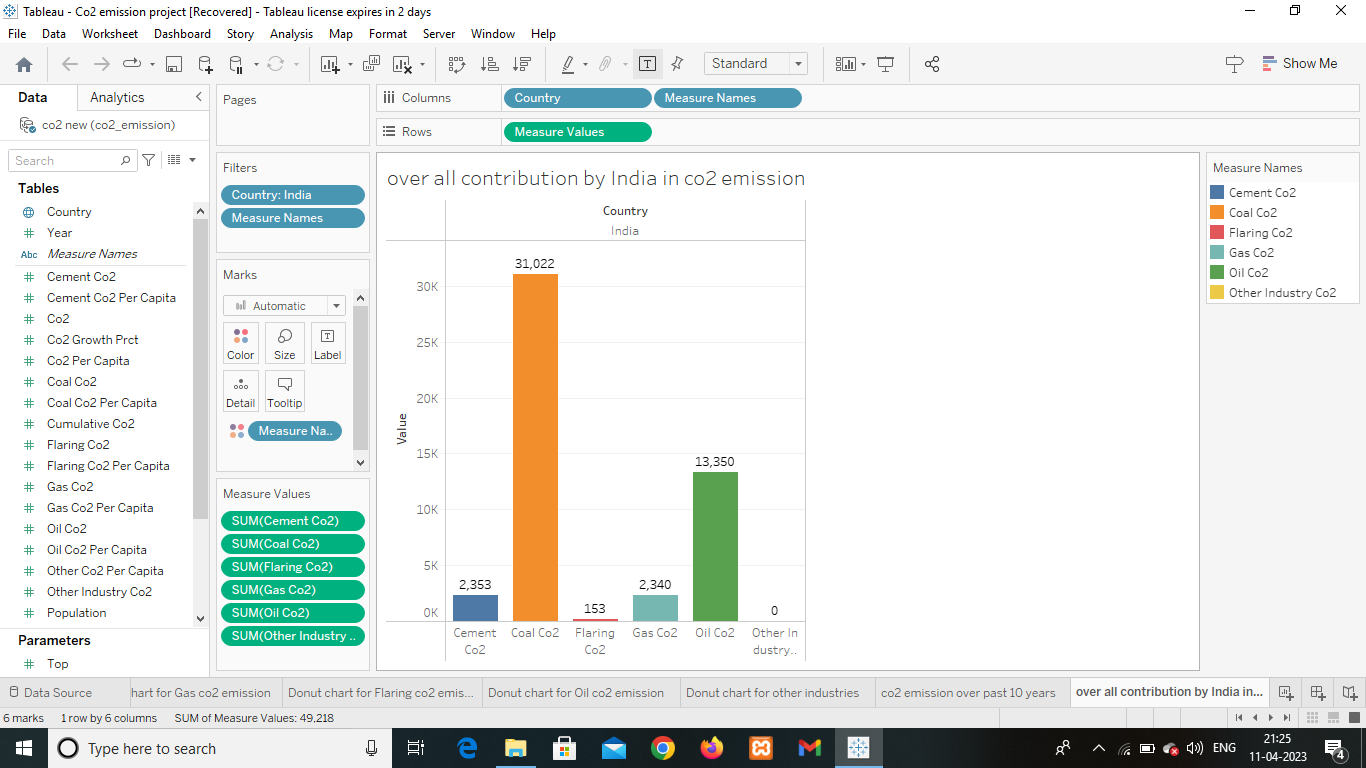 Tableau - Co2 emission project [Recovered] - Tableau license expires in 2 days
File Data Worksheet Dashboard Story Analysis Map Format Server Window Help
Standard
Show Me
Data Analytics
co2 new (co2_emission)
Search
Tables
Country
Year
Abc Measure Names
Cement Co2
Cement Co2 Per Capita
Co2
Co2 Growth Prct
Co2 Per Capita
Coal Co2
Coal Co2 Per Capita
Cumulative Co2
Flaring Co2
Flaring Co2 Per Capita
Gas Co2
Gas Co2 Per Capita
Oil Co2
Oil Co2 Per Capita
Other Co2 Per Capita
Other Industry Co2
Population
Parameters
Top
Pages
Filters
Country: India
Measure Names
Marks
Automatic
Color Size Label
Detail Tooltip
Measure Na..
Measure Values
SUM(Cement Co2)
SUM(Coal Co2)
SUM(Flaring Co2)
SUM(Gas Co2)
SUM(Oil Co2)
SUM(Other Industry ..
Columns Country Measure Names
Rows Measure Values
over all contribution by India in co2 emission
Country
India
Value
30K
25K
20K
15K
10K
5K
0K
2,353
31,022
153
2,340
13,350
0
Cement Co2
Coal Co2
Flaring Co2
Gas Co2
Oil Co2
Other In dustry..
Measure Names
Cement Co2
Coal Co2
Flaring Co2
Gas Co2
Oil Co2
Other Industry Co2
Data Source hart for Gas co2 emission Donut chart for Flaring co2 emis... Donut chart for Oil co2 emission Donut chart for other industries co2 emission over past 10 years over all contribution by India in...
6 marks 1 row by 6 columns SUM of Measure Values: 49,218
Type here to search
ENG
21:25
11-04-2023
4